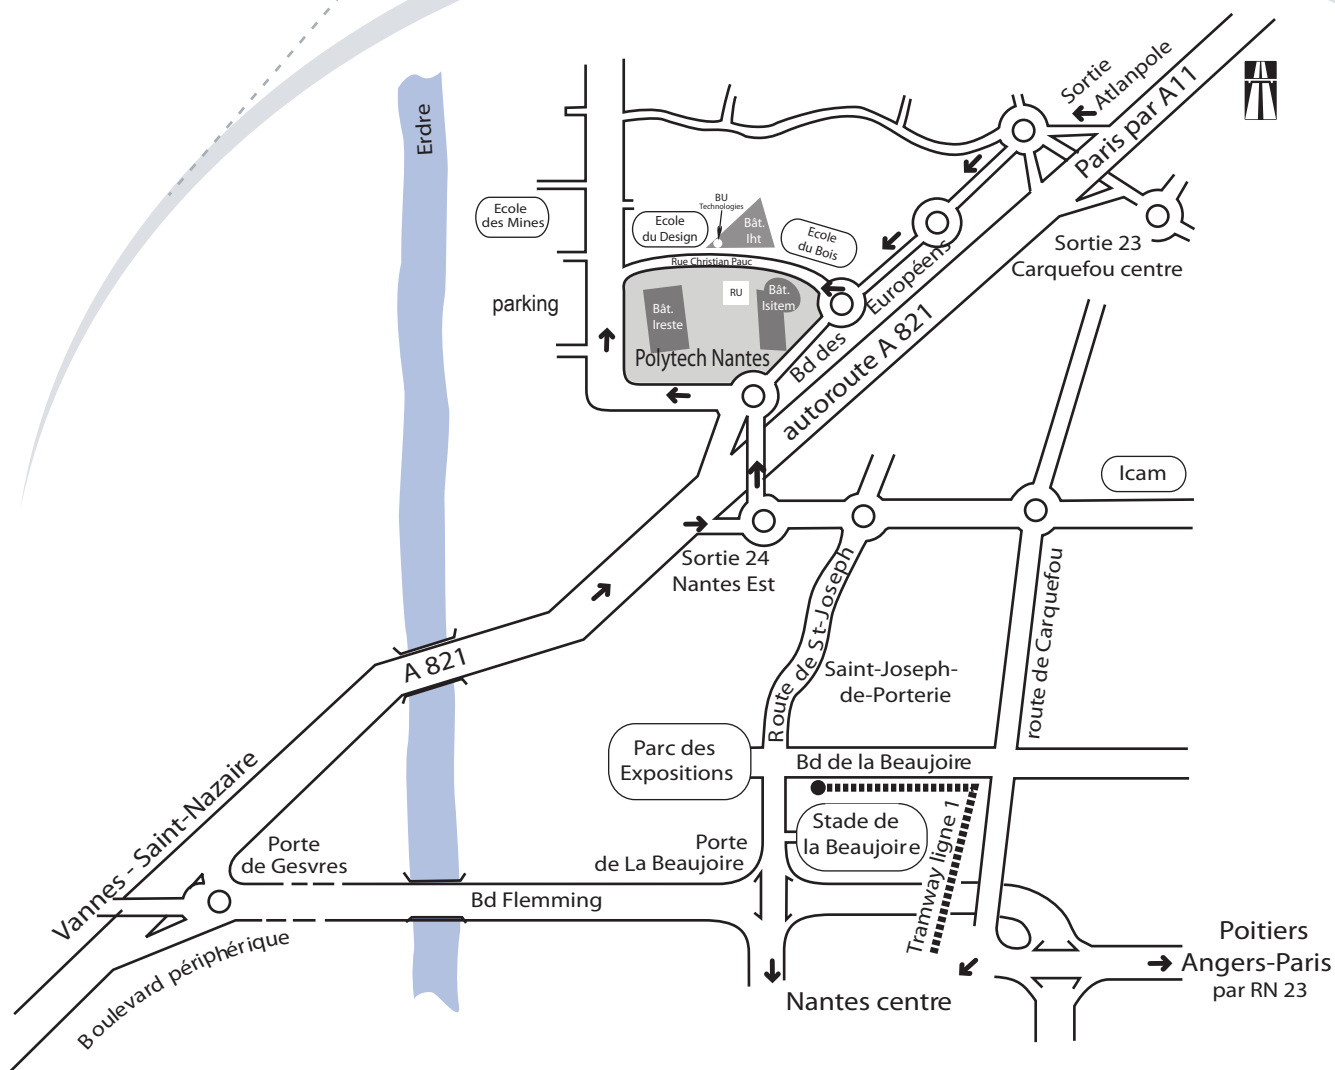 Sortie
Atlanpole
Paris par A11
Erdre
Ecole
des Mines
BU
Technologies
Ecole
du Design
Bât.
Iht
Ecole
du Bois
Rue Christian Pauc
Sortie 23
Carquefou centre
parking
Bât.
Ireste
RU
Bât.
Isitem
Polytech Nantes
Bd des Européens
autoroute A 821
Icam
Sortie 24
Nantes Est
A 821
Route de St-Joseph
Saint-Joseph-
de-Porterie
route de Carquefou
Parc des
Expositions
Bd de la Beaujoire
Vannes - Saint-Nazaire
Porte
de Gesvres
Porte
de La Beaujoire
Stade de
la Beaujoire
Tramway ligne 1
Bd Flemming
Boulevard périphérique
Nantes centre
Poitiers
Angers-Paris
par RN 23